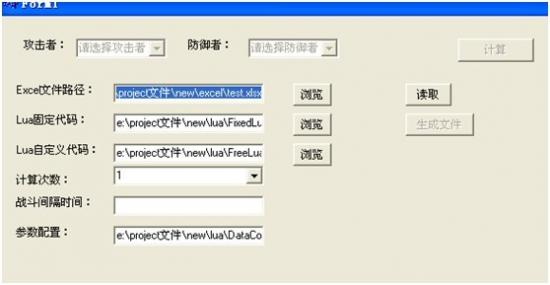 Form1
攻击者： 请选择攻击者 防御者： 请选择防御者 计算
Excel文件路径： \project文件\new\excel\test.xlsx 浏览 读取
Lua固定代码： e:\project文件\new\lua\FixedLu 浏览 生成文件
Lua自定义代码： e:\project文件\new\lua\FreeLua 浏览
计算次数： 1
战斗间隔时间：
参数配置： e:\project文件\new\lua\DataCo